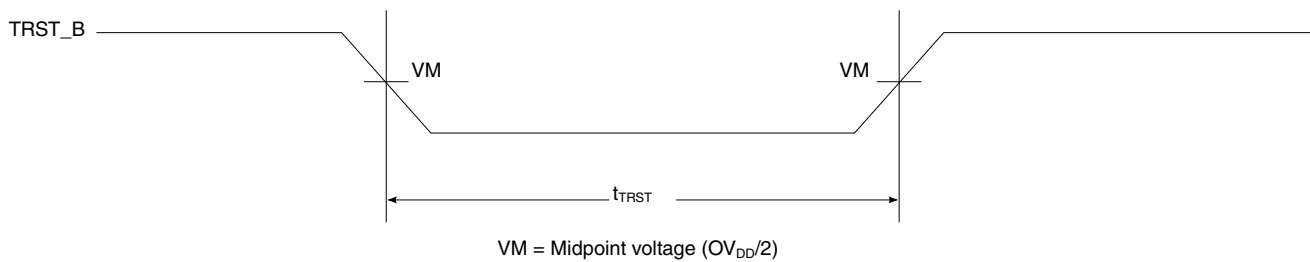 TRST_B
VM
VM
tTRST
VM = Midpoint voltage (OVDD/2)